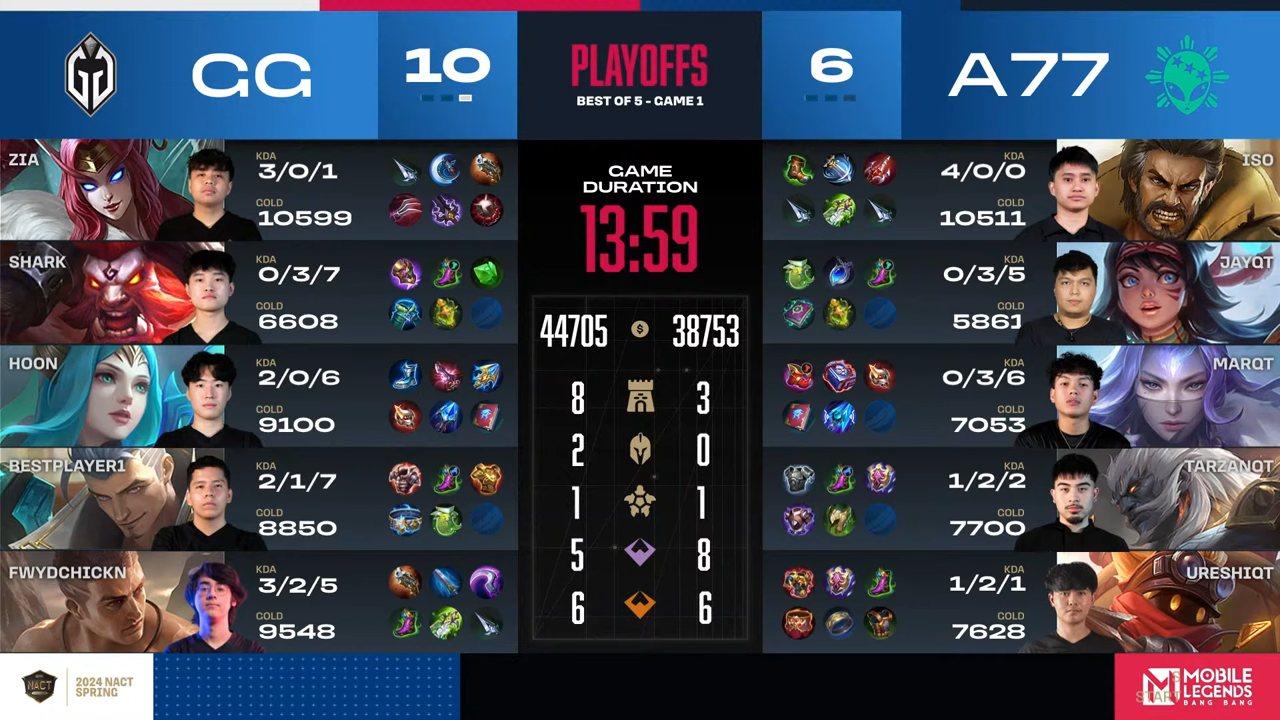 GG
10
PLAYOFFS
BEST OF 5 - GAME 1
6
A77
ZIA
KDA
3/0/1
GOLD
10599
SHARK
KDA
0/3/7
GOLD
6608
HOON
KDA
2/0/6
GOLD
9100
BESTPLAYER1
KDA
2/1/7
GOLD
8850
FWYDCHICKN
KDA
3/2/5
GOLD
9548
GAME
DURATION
13:59
44705 38753
8 3
2 0
1 1
5 8
6 6
ISO
KDA
4/0/0
GOLD
10511
JAYQT
KDA
0/3/5
GOLD
5861
MARQT
KDA
0/3/6
GOLD
7053
TARZANQT
KDA
1/2/2
GOLD
7700
URESHIQT
KDA
1/2/1
GOLD
7628
NACT
2024 NACT
SPRING
MOBILE
LEGENDS
BANG BANG